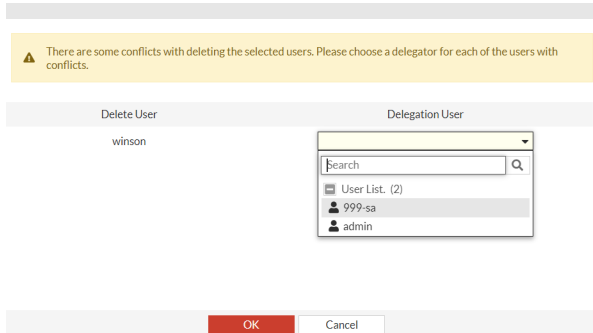 There are some conflicts with deleting the selected users. Please choose a delegator for each of the users with
conflicts.
Delete User
Delegation User
winson
Search
User List. (2)
999-sa
admin
OK
Cancel